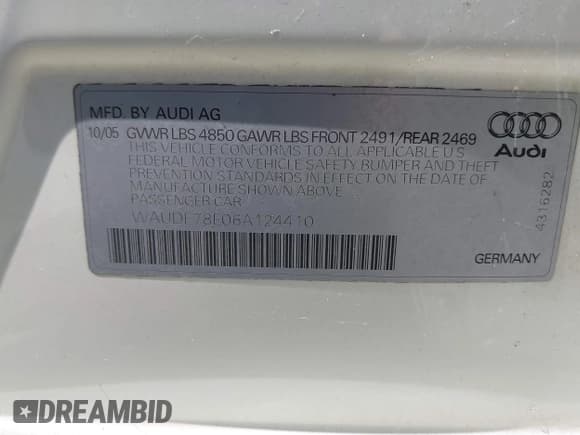 MFD. BY AUDI AG
10/05 GVWR LBS 4850 GAWR LBS FRONT 2491/REAR 2469
THIS VEHICLE CONFORMS TO ALL APPLICABLE U.S
FEDERAL MOTOR VEHICLE SAFETY BUMPER AND THEFT
PREVENTION STANDARDS IN EFFECT ON THE DATE OF
MANUFACTURE SHOWN ABOVE
PASSENGER CAR
WAUDF78E06A124410
Audi
4316282
GERMANY
DREAMBID